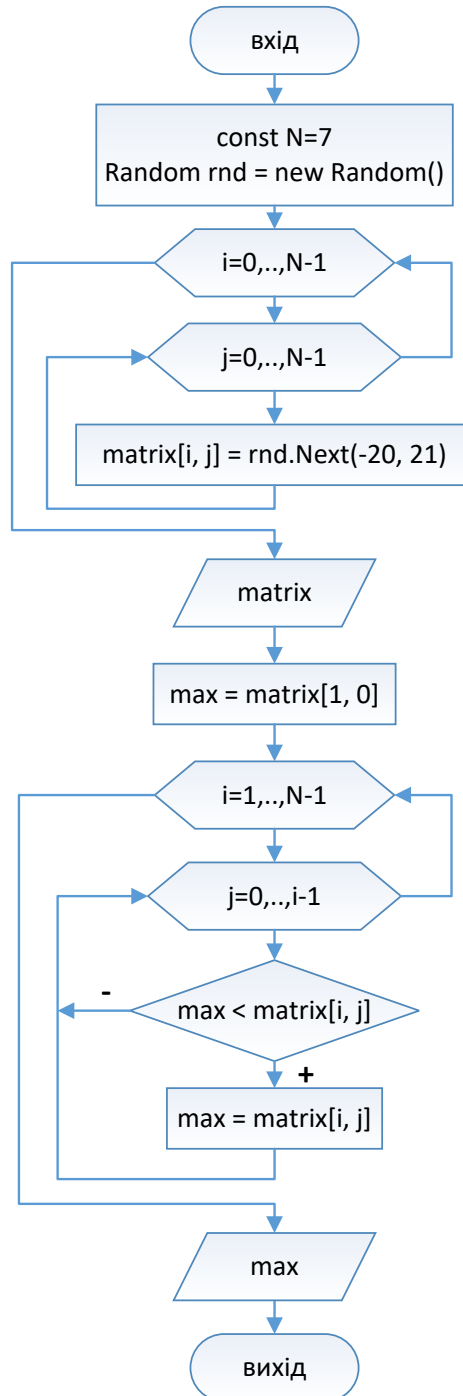 вхід
const N=7
Random rnd = new Random()
i=0,..,N-1
j=0,..,N-1
matrix[i, j] = rnd.Next(-20, 21)
matrix
max = matrix[1, 0]
i=1,..,N-1
j=0,..,i-1
-
max < matrix[i, j]
+
max = matrix[i, j]
max
вихід